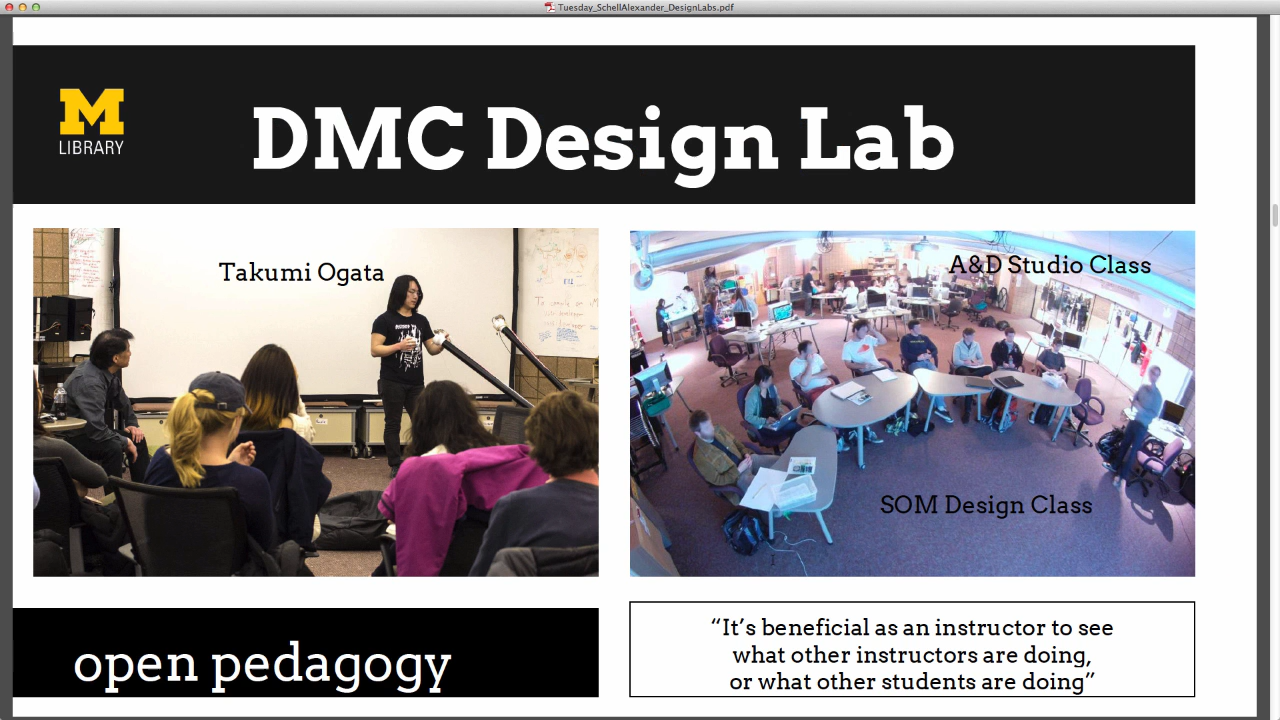 Tuesday_SchellAlexander_DesignLabs.pdf
M
LIBRARY
DMC Design Lab
Takumi Ogata
A&D Studio Class
SOM Design Class
open pedagogy
“It’s beneficial as an instructor to see
what other instructors are doing,
or what other students are doing”